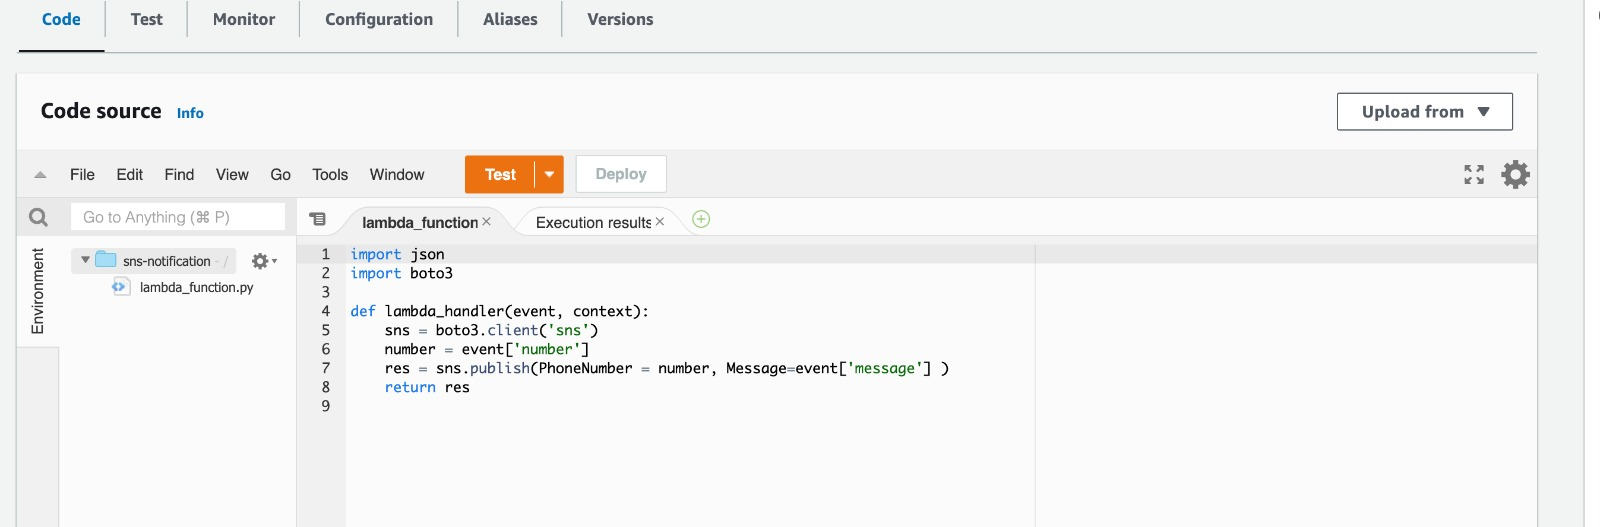 Code Test Monitor Configuration Aliases Versions
Code source Info Upload from
File Edit Find View Go Tools Window Test Deploy
Go to Anything (⌘ P) lambda_function Execution results
Environment
sns-notification - /
lambda_function.py
1 import json
2 import boto3
3
4 def lambda_handler(event, context):
5     sns = boto3.client('sns')
6     number = event['number']
7     res = sns.publish(PhoneNumber = number, Message=event['message'] )
8     return res
9